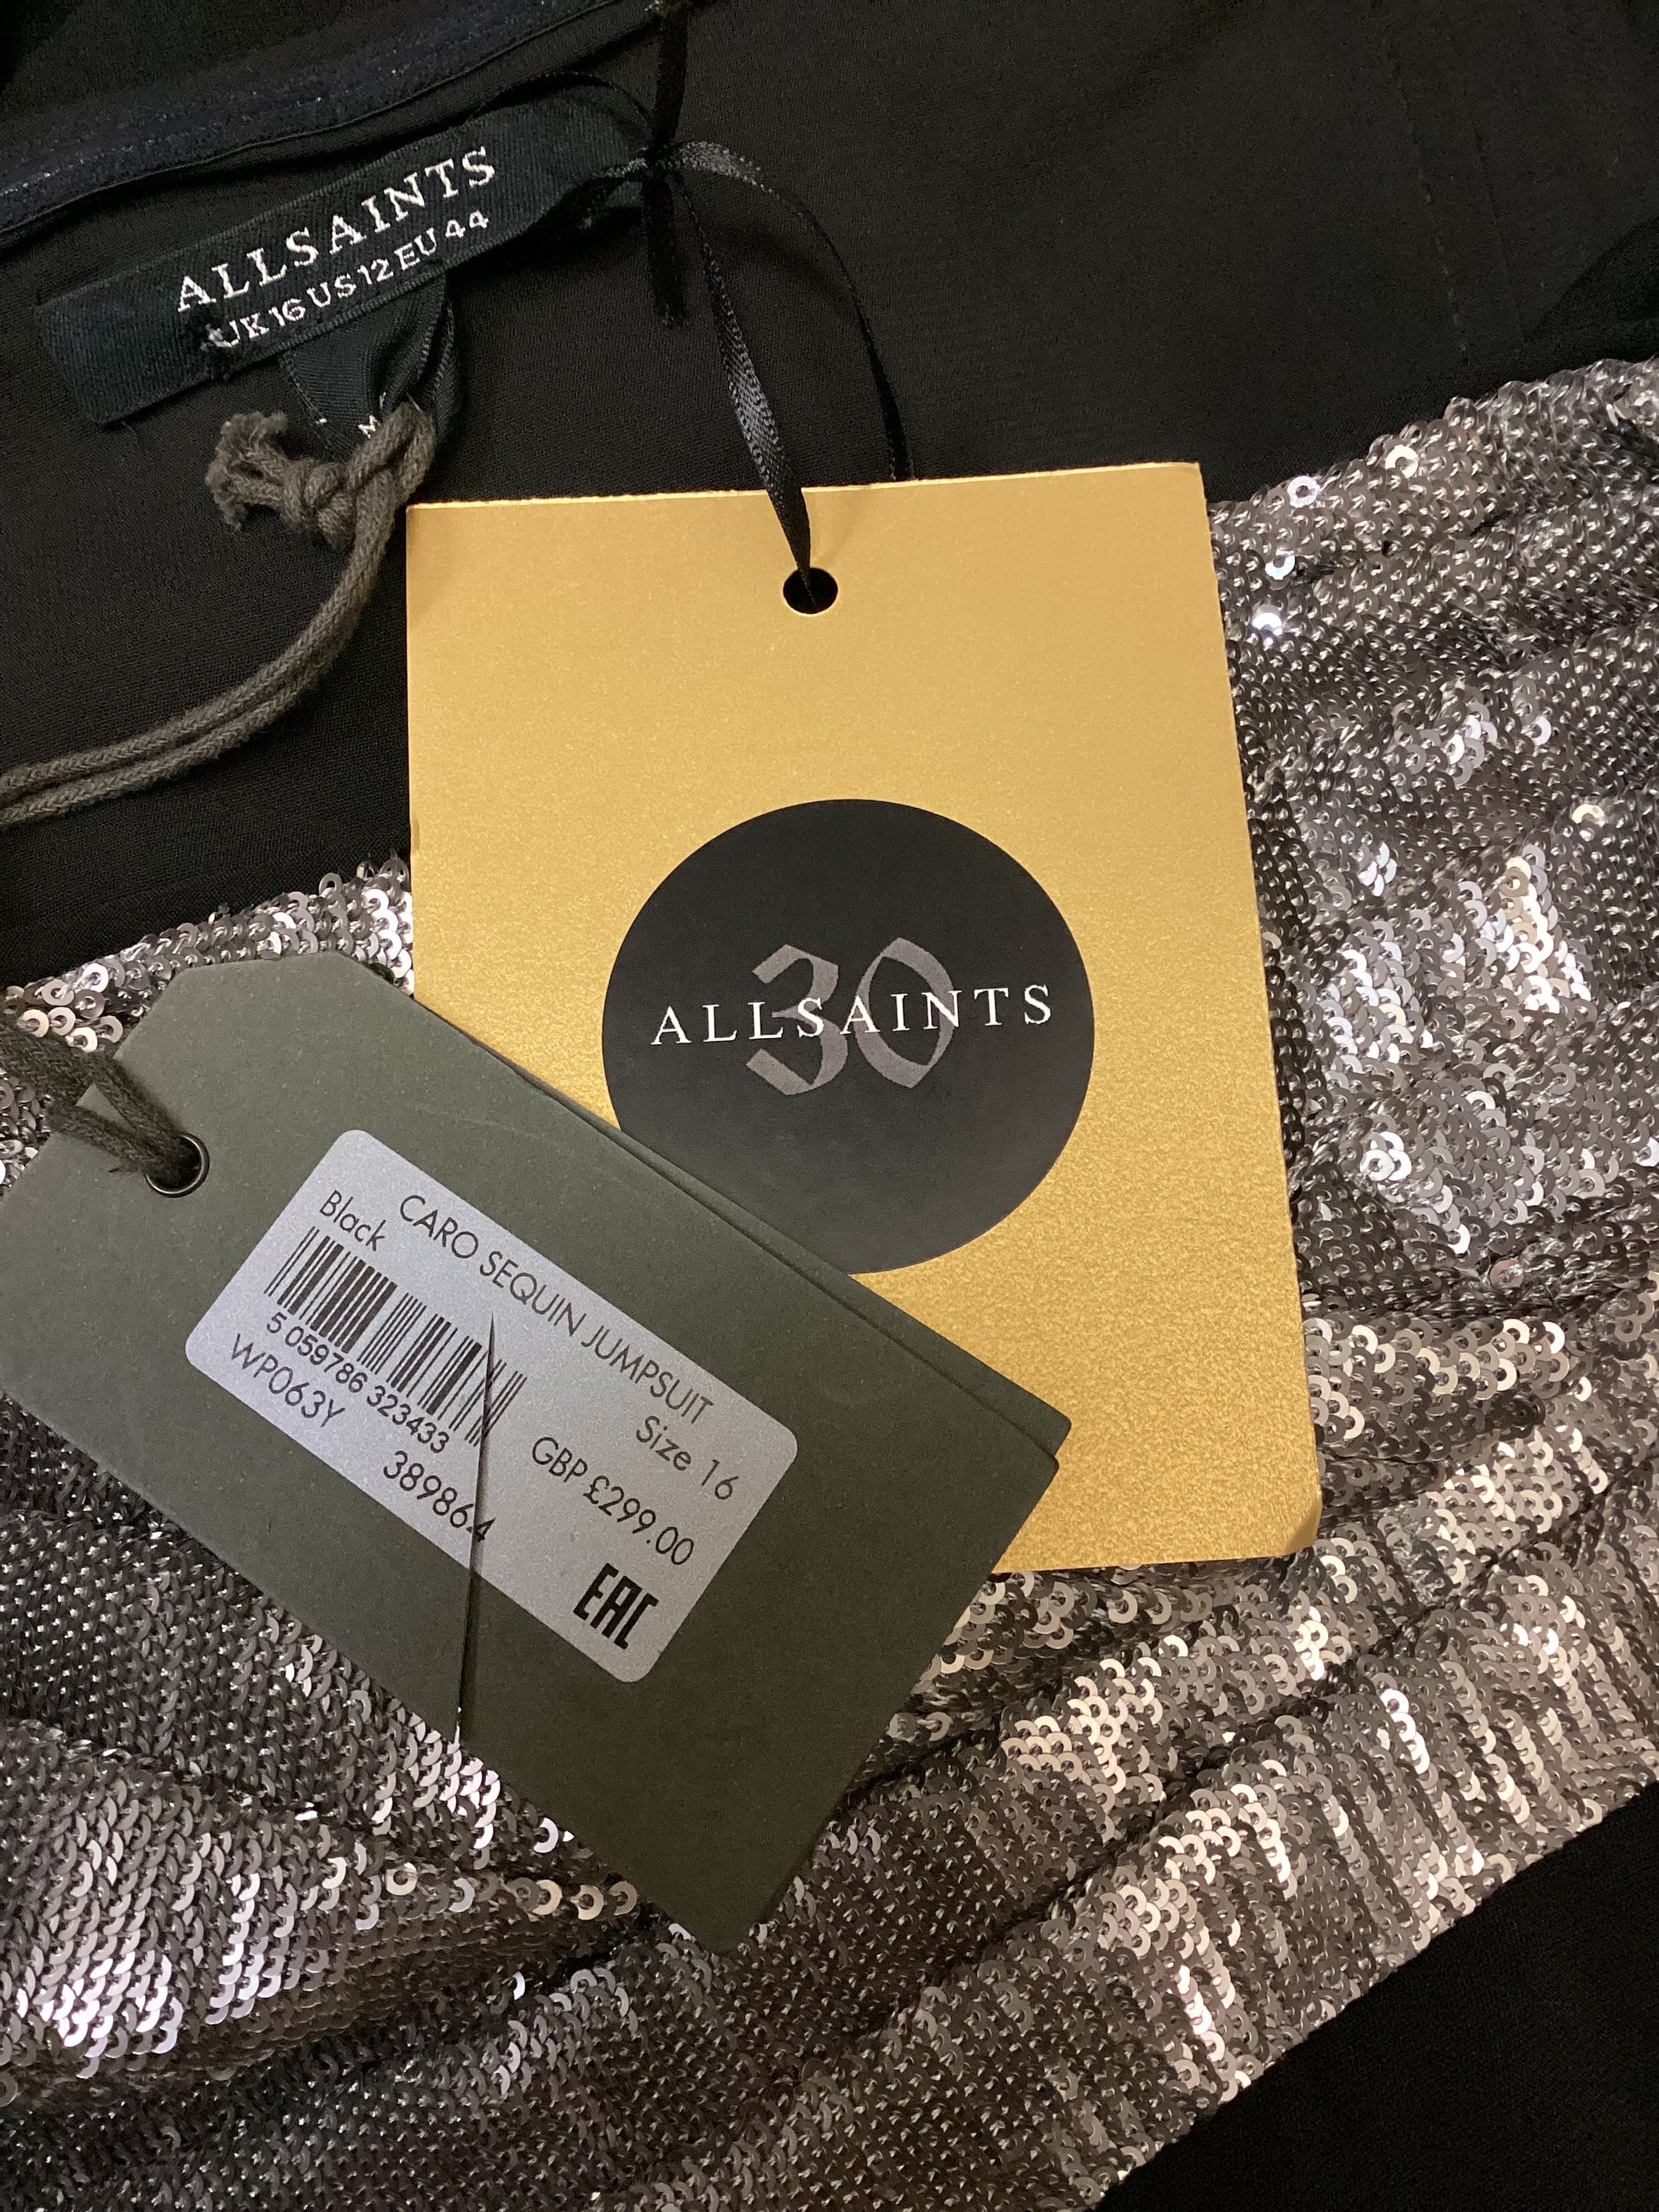 ALLSAINTS
UK 16 US 12 EU 44
M
30
ALLSAINTS
CARO SEQUIN JUMPSUIT
Black
Size 16
5 059786 323433
GBP £299.00
WP063Y
389864
EAC